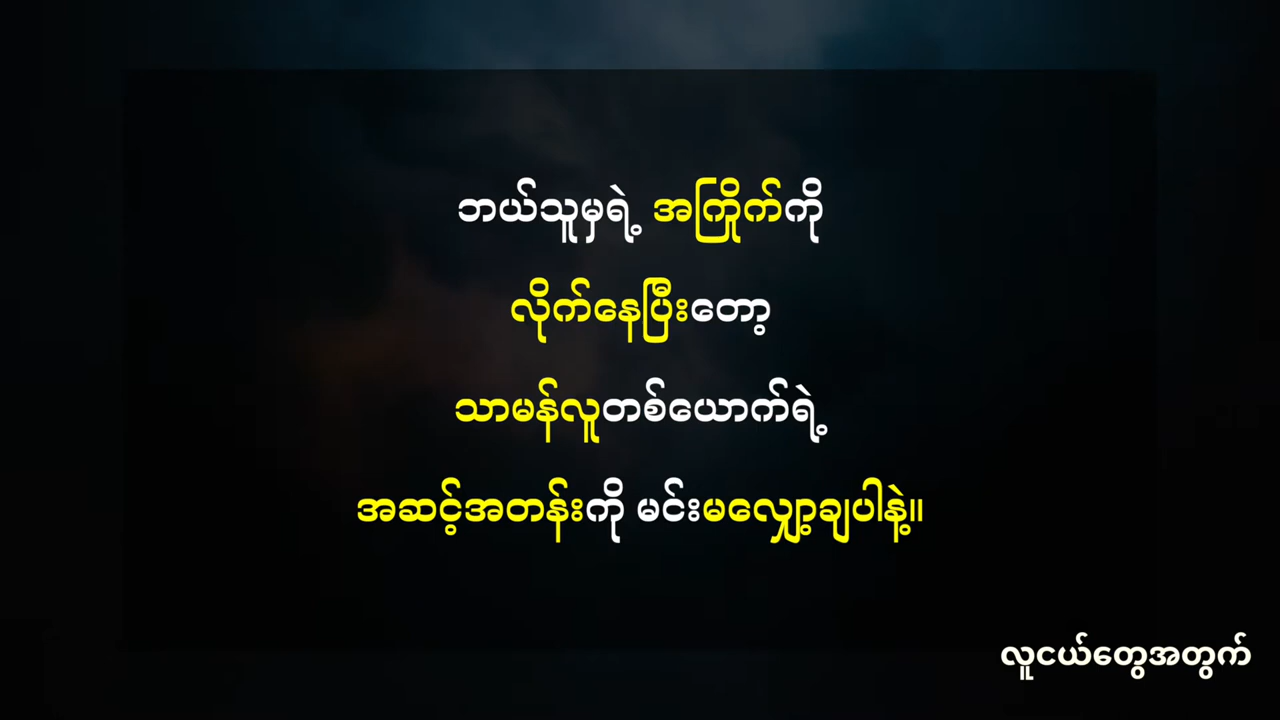 ဘယ်သူမှရဲ့ အကြိုက်ကို
လိုက်နေပြီးတော့
သာမန်လူတစ်ယောက်ရဲ့
အဆင့်အတန်းကို မင်းမလျှော့ချပါနဲ့။
လူငယ်တွေအတွက်